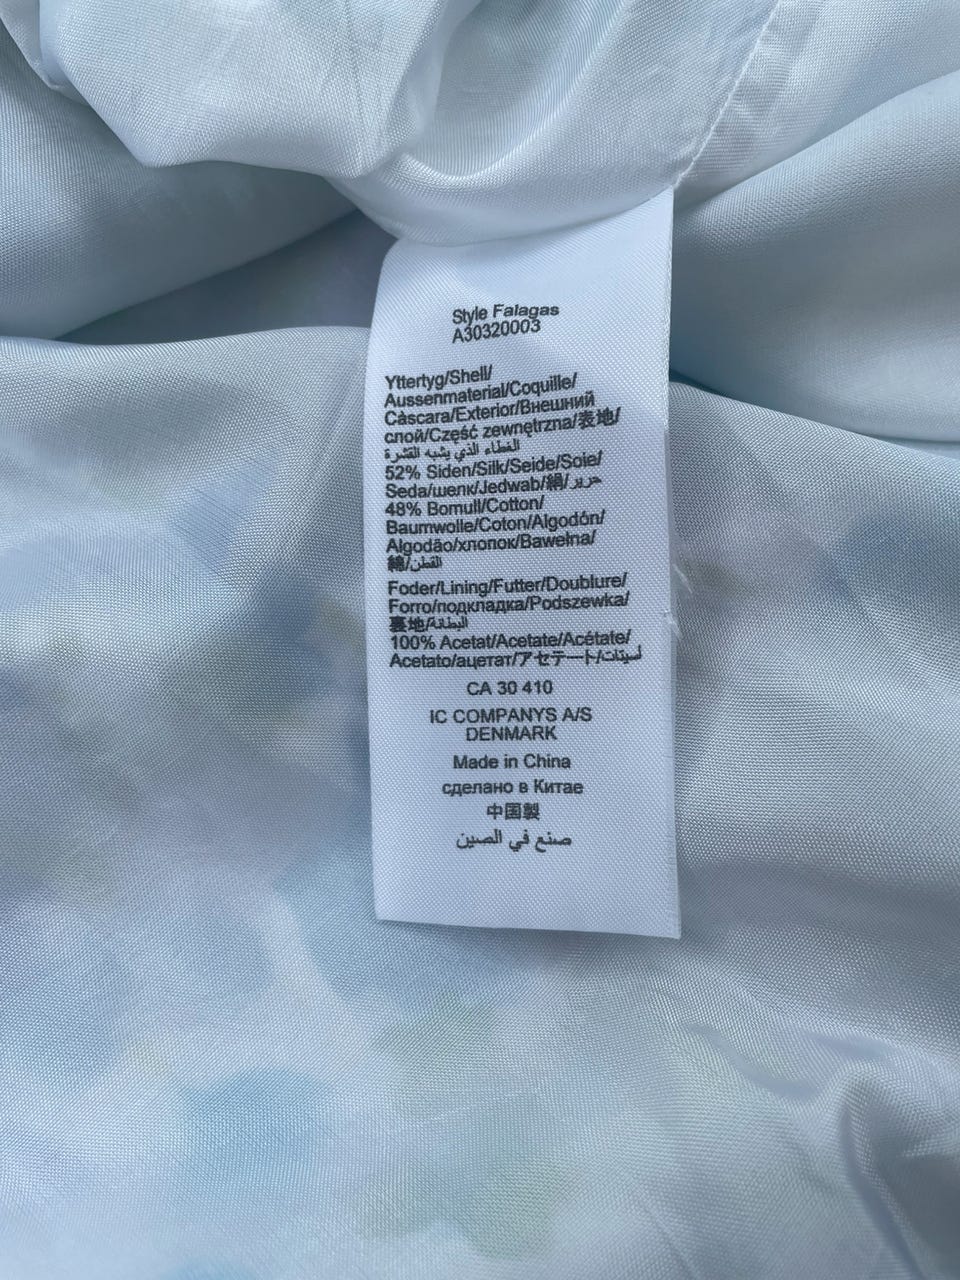 Style Falagas
A30320003
Yttertyg/Shell/
Aussenmaterial/Coquille/
Càscara/Exterior/Внешний
слой/Część zewnętrzna/表地/
الغطاء الذي يشبه القشرة
52% Siden/Silk/Seide/Soie/
Seda/шелк/Jedwab/絹/حرير
48% Bomull/Cotton/
Baumwolle/Coton/Algodón/
Algodão/хлопок/Bawełna/
綿/القطن
Foder/Lining/Futter/Doublure/
Forro/подкладка/Podszewka/
裏地/البطانة
100% Acetat/Acetate/Acétate/
Acetato/ацетат/アセテート/أسيتات
CA 30 410
IC COMPANYS A/S
DENMARK
Made in China
сделано в Китае
中国製
صنع في الصين